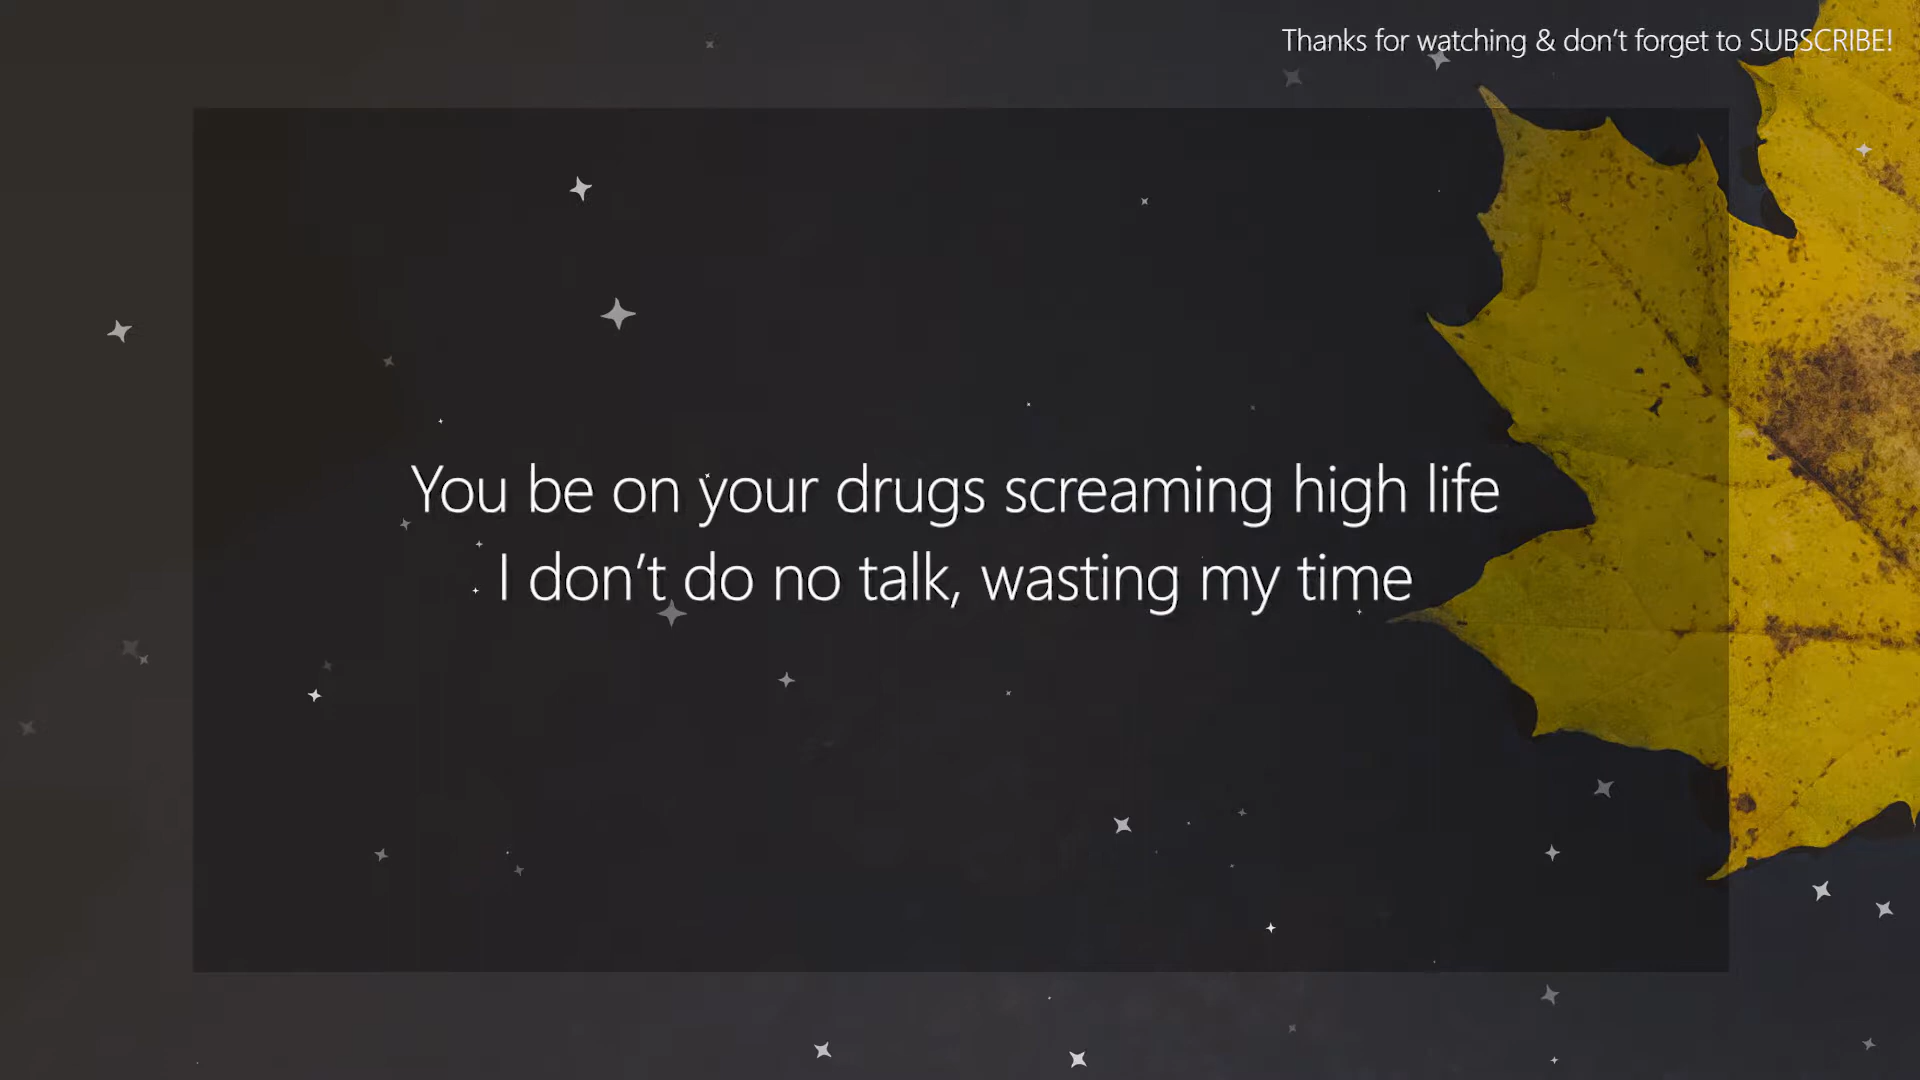 Thanks for watching & don’t forget to SUBSCRIBE!
You be on your drugs screaming high life
I don’t do no talk, wasting my time